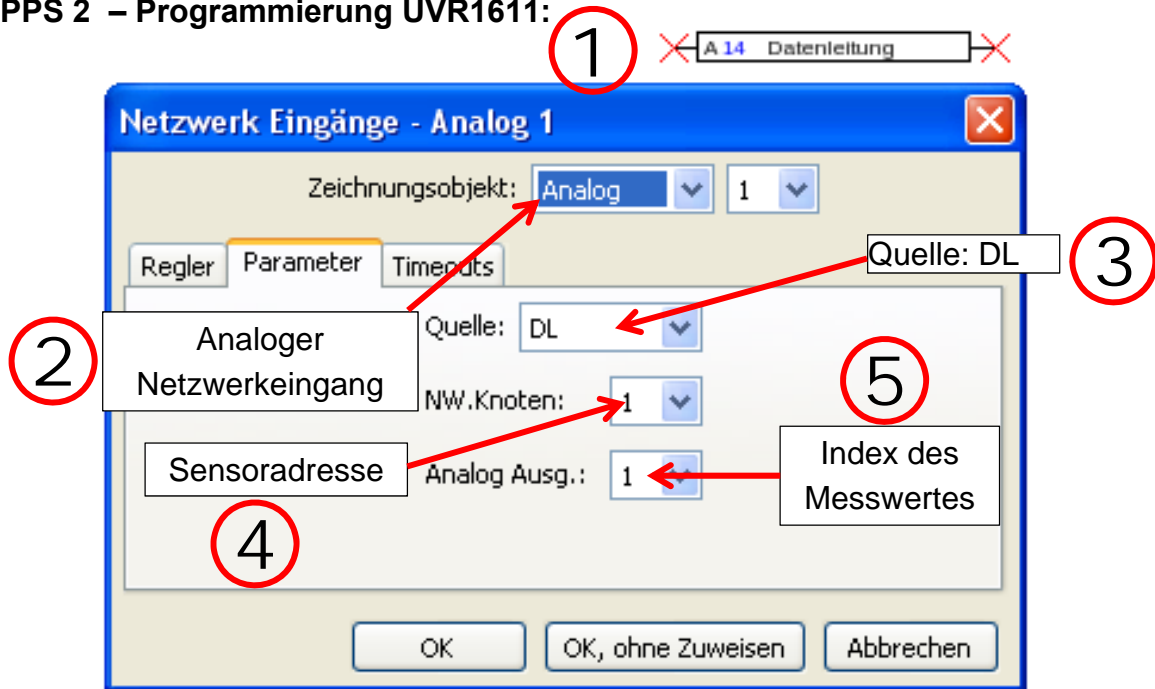 PPS 2 – Programmierung UVR1611:
1
A 14 Datenleitung
Netzwerk Eingänge - Analog 1
Zeichnungsobjekt: Analog 1
Regler Parameter Timeouts
Quelle: DL
3
2
Analoger
Netzwerkeingang
Quelle: DL
NW.Knoten: 1
5
Index des
Messwertes
Sensoradresse
Analog Ausg.: 1
4
OK
OK, ohne Zuweisen
Abbrechen